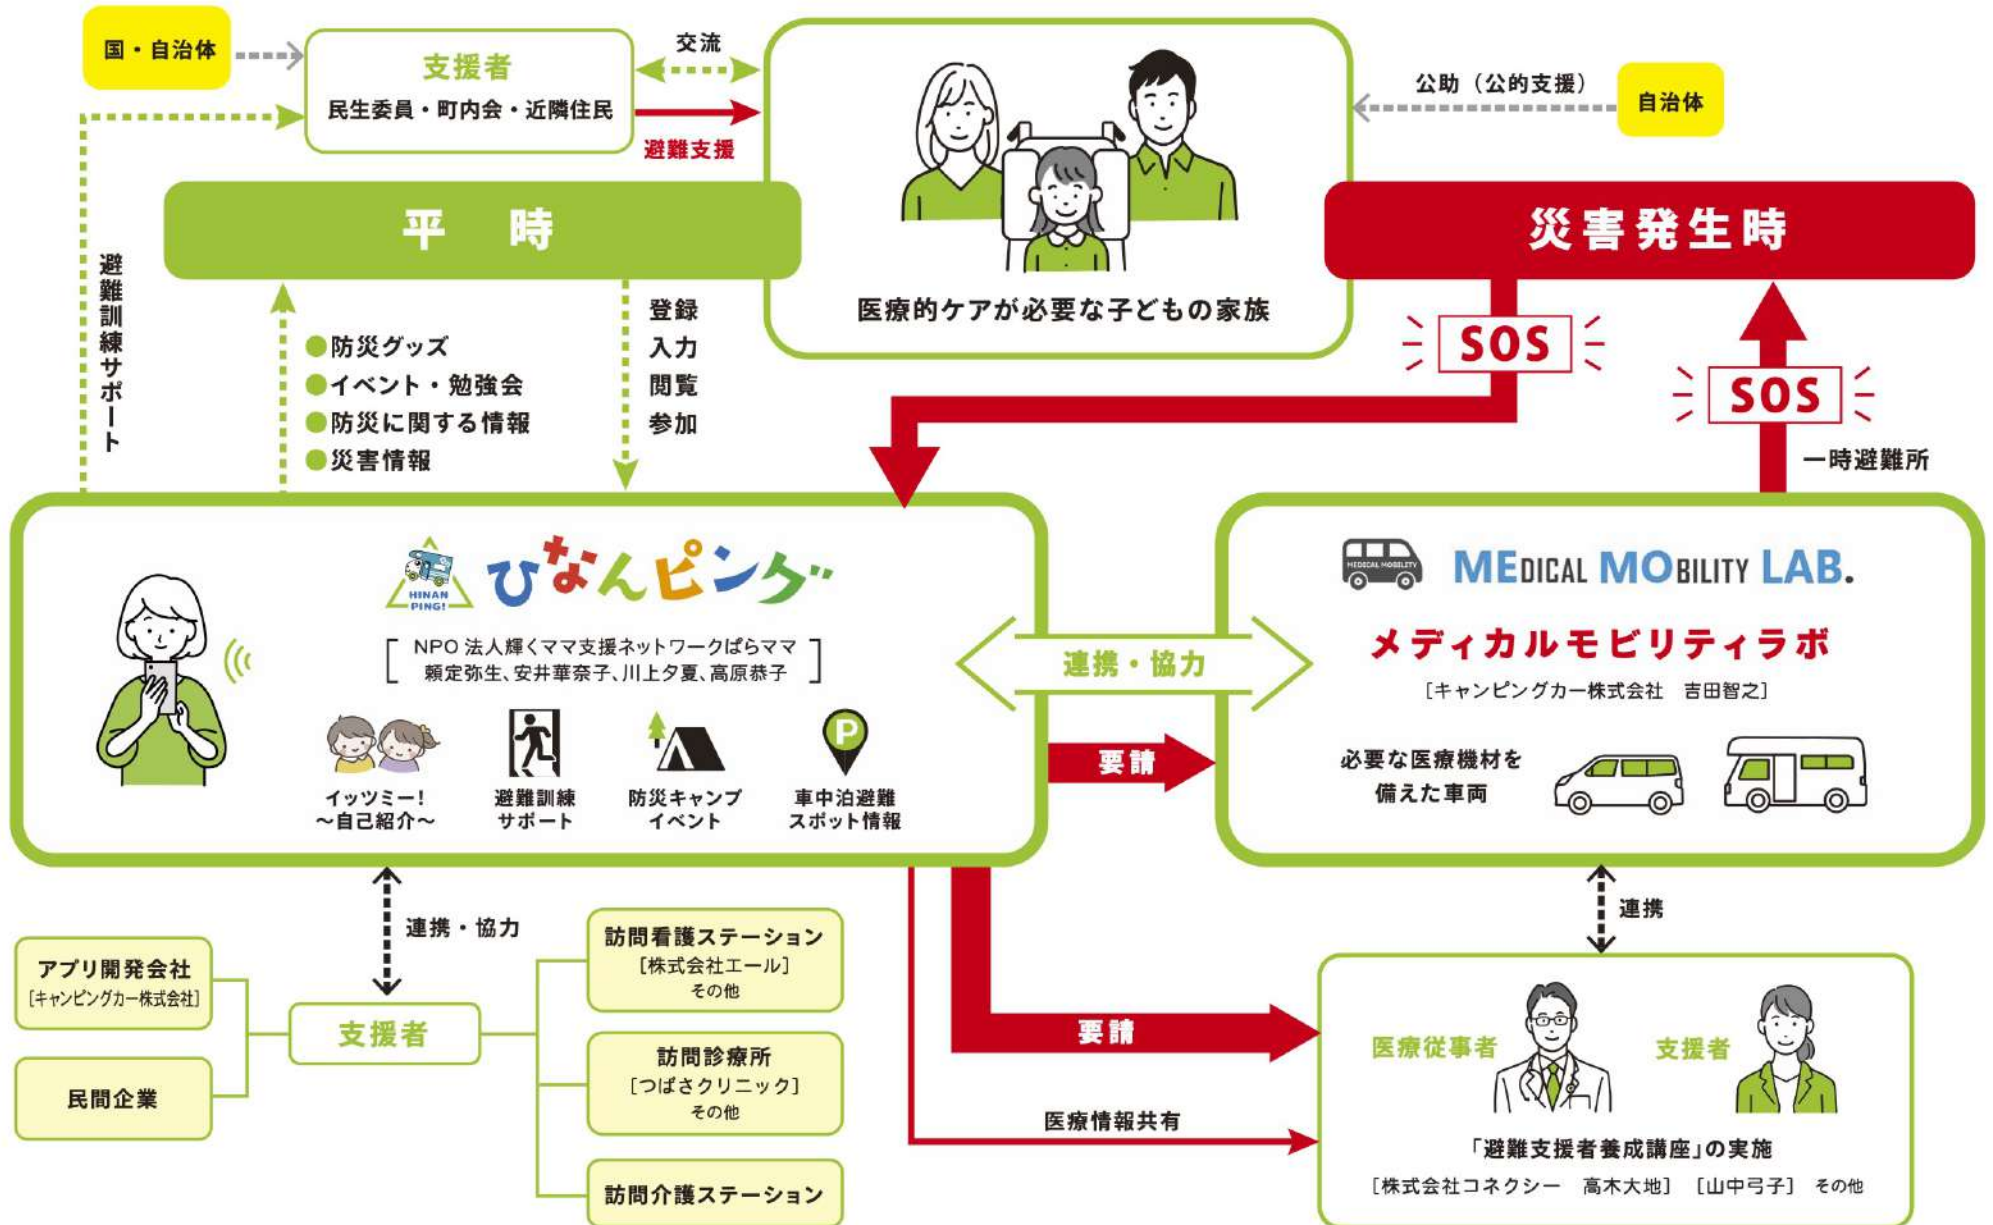 国・自治体
支援者
民生委員・町内会・近隣住民
交流
避難支援
公助（公的支援）
自治体
平　時
災害発生時
医療的ケアが必要な子どもの家族
避難訓練サポート
●防災グッズ
●イベント・勉強会
●防災に関する情報
●災害情報
登録
入力
閲覧
参加
SOS
SOS
一時避難所
HINAN
PING!
ひなんピング
NPO 法人輝くママ支援ネットワークぱらママ
頼定弥生、安井華奈子、川上夕夏、高原恭子
イッツミー！
～自己紹介～
避難訓練
サポート
防災キャンプ
イベント
P
車中泊避難
スポット情報
連携・協力
要請
MEDICAL MOBILITY
MEDICAL MOBILITY LAB.
メディカルモビリティラボ
［キャンピングカー株式会社　吉田智之］
必要な医療機材を
備えた車両
連携・協力
アプリ開発会社
［キャンピングカー株式会社］
民間企業
支援者
訪問看護ステーション
［株式会社エール］
その他
訪問診療所
［つばさクリニック］
その他
訪問介護ステーション
要請
医療情報共有
連携
医療従事者
支援者
「避難支援者養成講座」の実施
［株式会社コネクシー　高木大地］［山中弓子］ その他